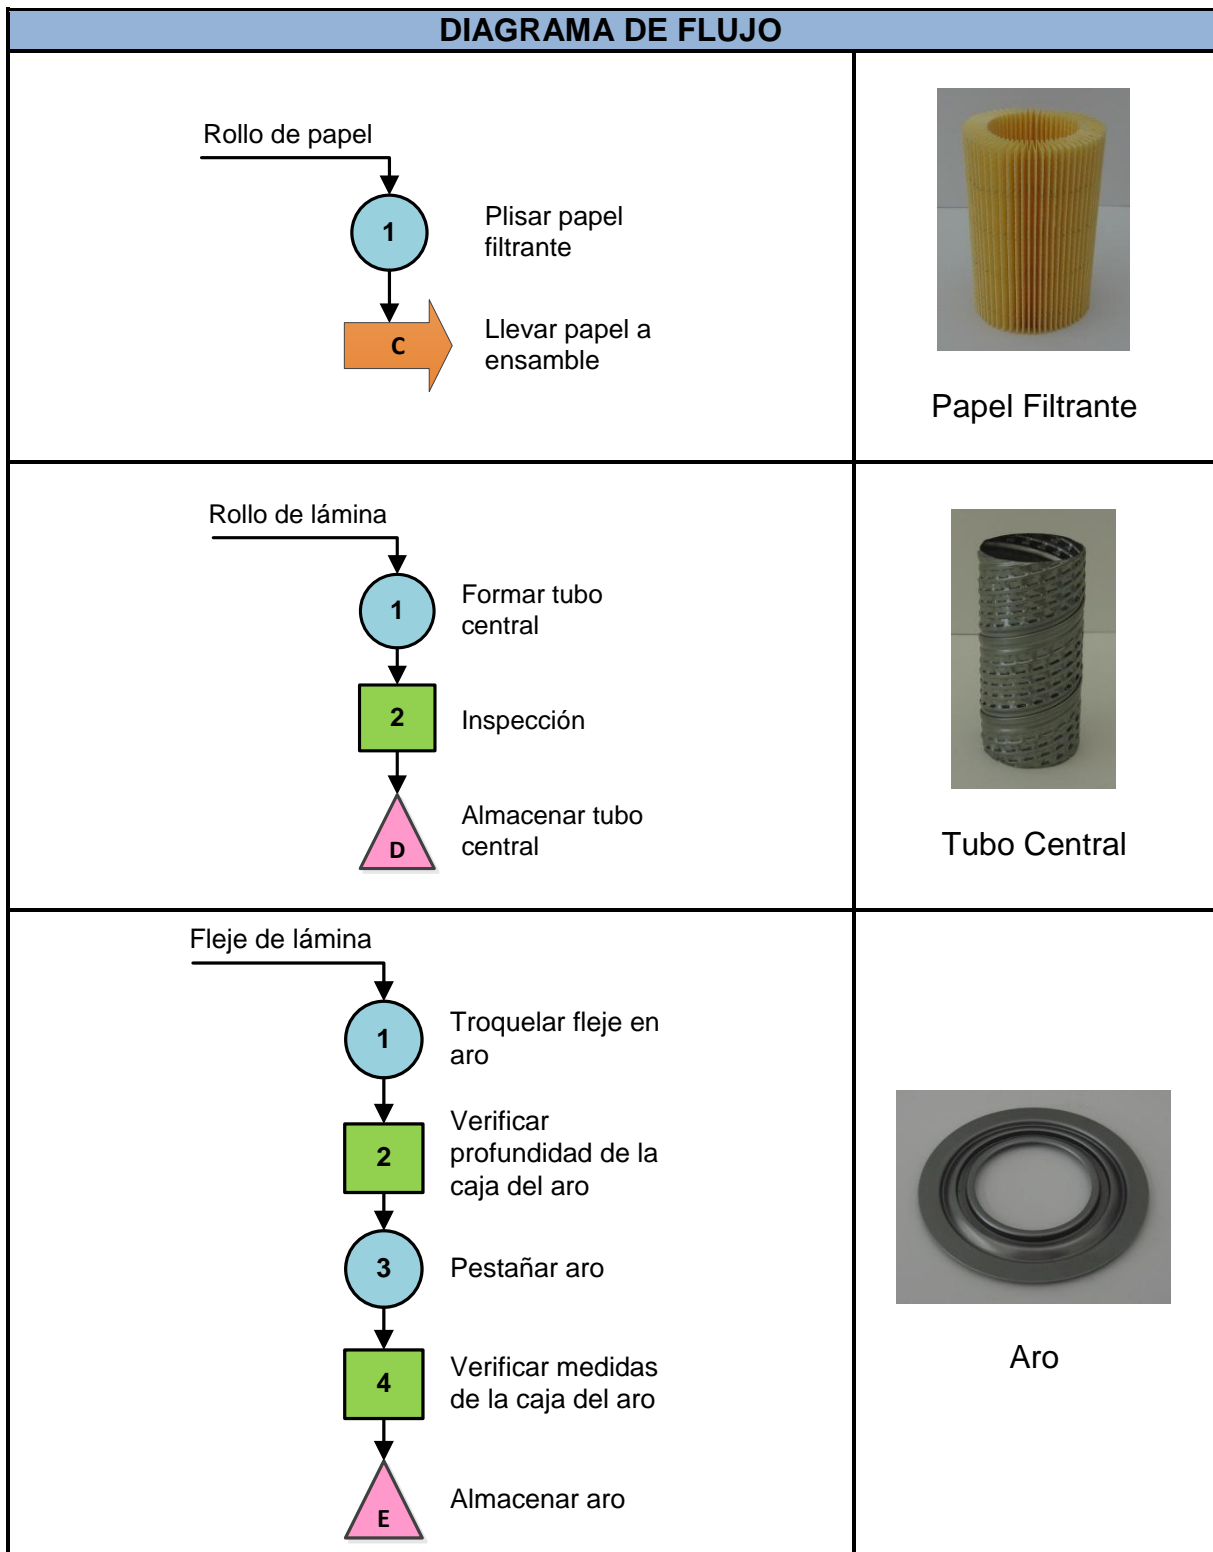 DIAGRAMA DE FLUJO
Rollo de papel
1
Plisar papel
filtrante
C
Llevar papel a
ensamble
Papel Filtrante
Rollo de lámina
1
Formar tubo
central
2
Inspección
D
Almacenar tubo
central
Tubo Central
Fleje de lámina
1
Troquelar fleje en
aro
2
Verificar
profundidad de la
caja del aro
3
Pestañar aro
4
Verificar medidas
de la caja del aro
E
Almacenar aro
Aro